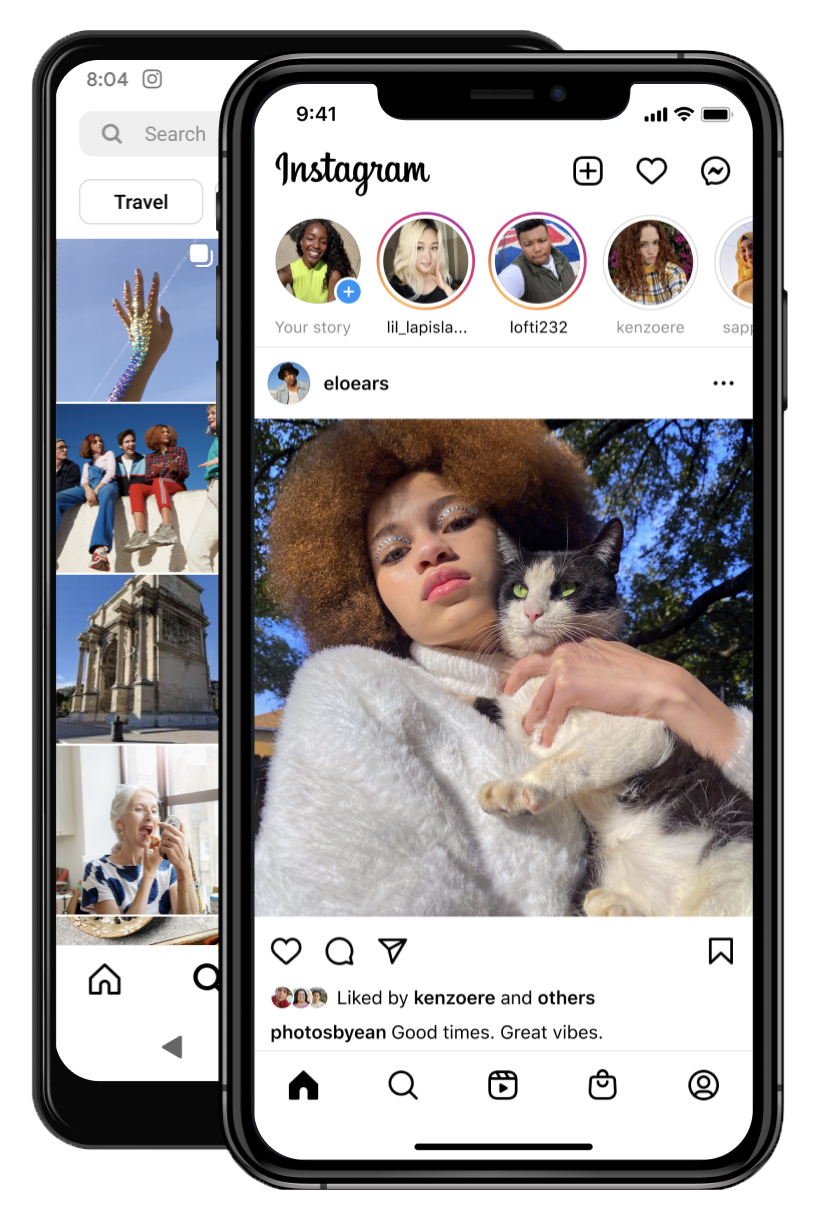 8:04
Search
Travel
9:41
Instagram
Your story
lil_lapisla...
lofti232
kenzoere
sapp
eloears
Liked by kenzoere and others
photosbyean Good times. Great vibes.